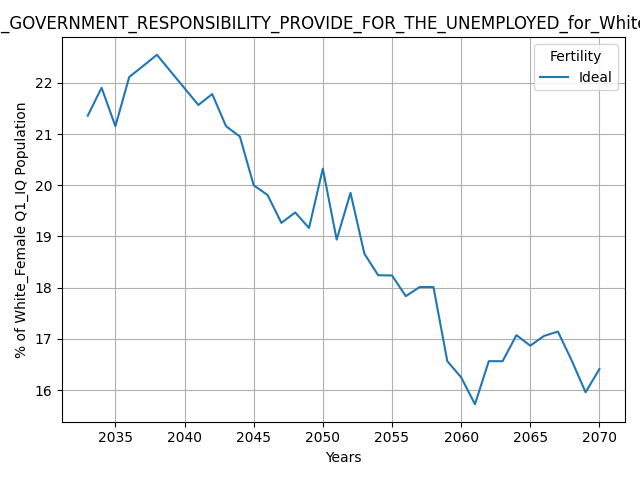 _GOVERNMENT_RESPONSIBILITY_PROVIDE_FOR_THE_UNEMPLOYED_for_White
Fertility
Ideal
% of White_Female Q1_IQ Population
22
21
20
19
18
17
16
2035 2040 2045 2050 2055 2060 2065 2070
Years